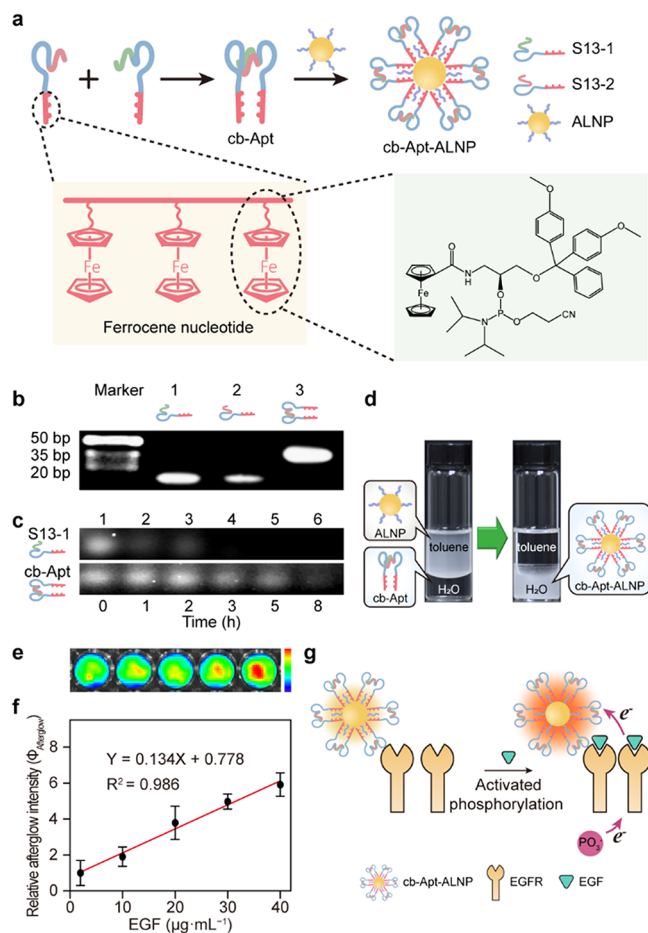 a
S13-1
S13-2
ALNP
cb-Apt
cb-Apt-ALNP
Fe Fe Fe
Ferrocene nucleotide
O
O
O
N
H
O
O
Fe
P
N
O
CN
b
Marker 1 2 3
50 bp
35 bp
20 bp
c
1 2 3 4 5 6
S13-1
cb-Apt
0 1 2 3 5 8
Time (h)
d
ALNP
toluene
toluene
cb-Apt
H₂O
H₂O
cb-Apt-ALNP
e
f
Relative afterglow intensity (Φ Afterglow)
8
6
4
2
0
Y = 0.134X + 0.778
R² = 0.986
0 10 20 30 40
EGF (μg·mL⁻¹)
g
e⁻
Activated
phosphorylation
PO₃⁻
e⁻
cb-Apt-ALNP
EGFR
EGF